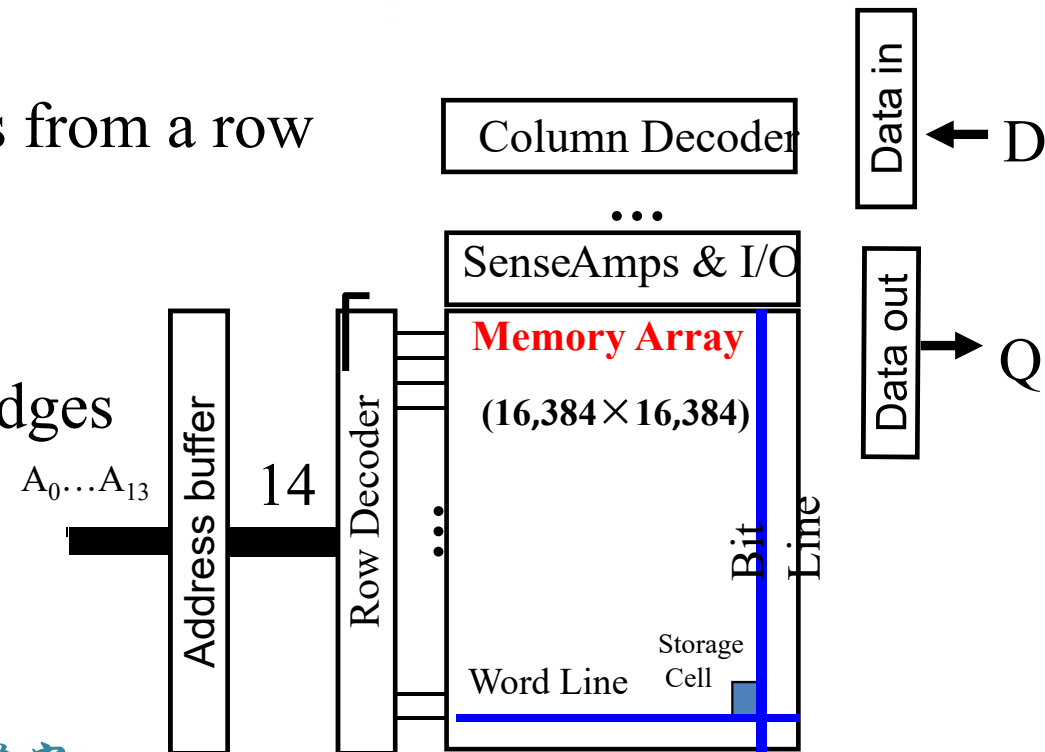 s from a row
dges
Column Decoder
Data in
D
...
SenseAmps & I/O
Data out
Q
Memory Array
(16,384×16,384)
A₀…A₁₃
Address buffer
14
Row Decoder
...
Bit
Line
Storage
Cell
Word Line